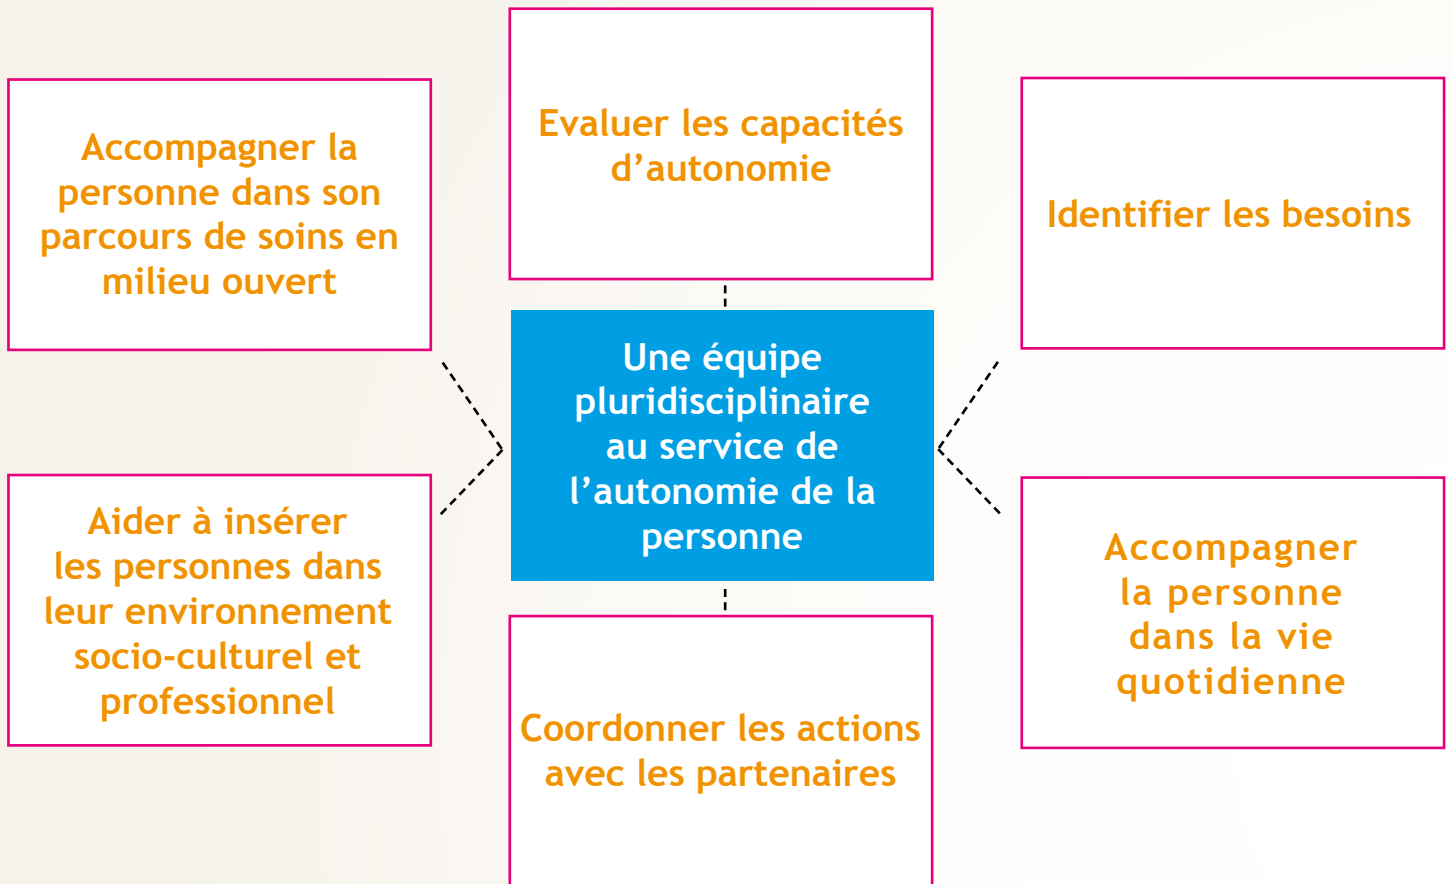 Evaluer les capacités
d’autonomie
Accompagner la
personne dans son
parcours de soins en
milieu ouvert
Identifier les besoins
Une équipe
pluridisciplinaire
au service de
l’autonomie de la
personne
Aider à insérer
les personnes dans
leur environnement
socio-culturel et
professionnel
Accompagner
la personne
dans la vie
quotidienne
Coordonner les actions
avec les partenaires